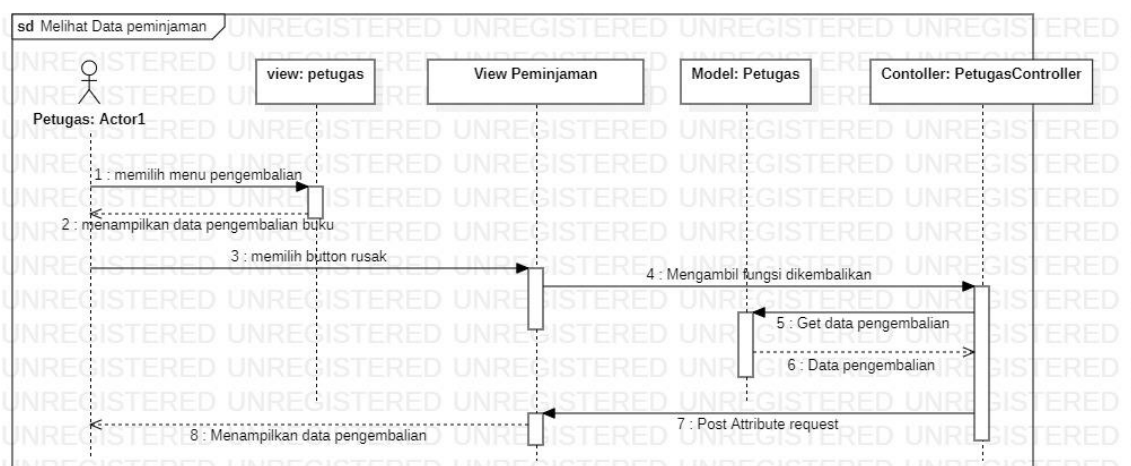 sd Melihat Data peminjaman
view: petugas
View Peminjaman
Model: Petugas
Contoller: PetugasController
Petugas: Actor1
1 : memilih menu pengembalian
2 : menampilkan data pengembalian buku
3 : memilih button rusak
4 : Mengambil fungsi dikembalikan
5 : Get data pengembalian
6 : Data pengembalian
7 : Post Attribute request
8 : Menampilkan data pengembalian
UNREGISTERED